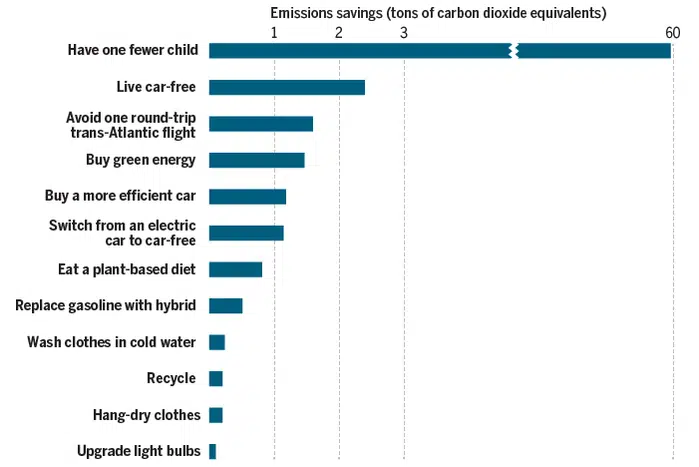 Emissions savings (tons of carbon dioxide equivalents)
1 2 3 60
Have one fewer child
Live car-free
Avoid one round-trip
trans-Atlantic flight
Buy green energy
Buy a more efficient car
Switch from an electric
car to car-free
Eat a plant-based diet
Replace gasoline with hybrid
Wash clothes in cold water
Recycle
Hang-dry clothes
Upgrade light bulbs